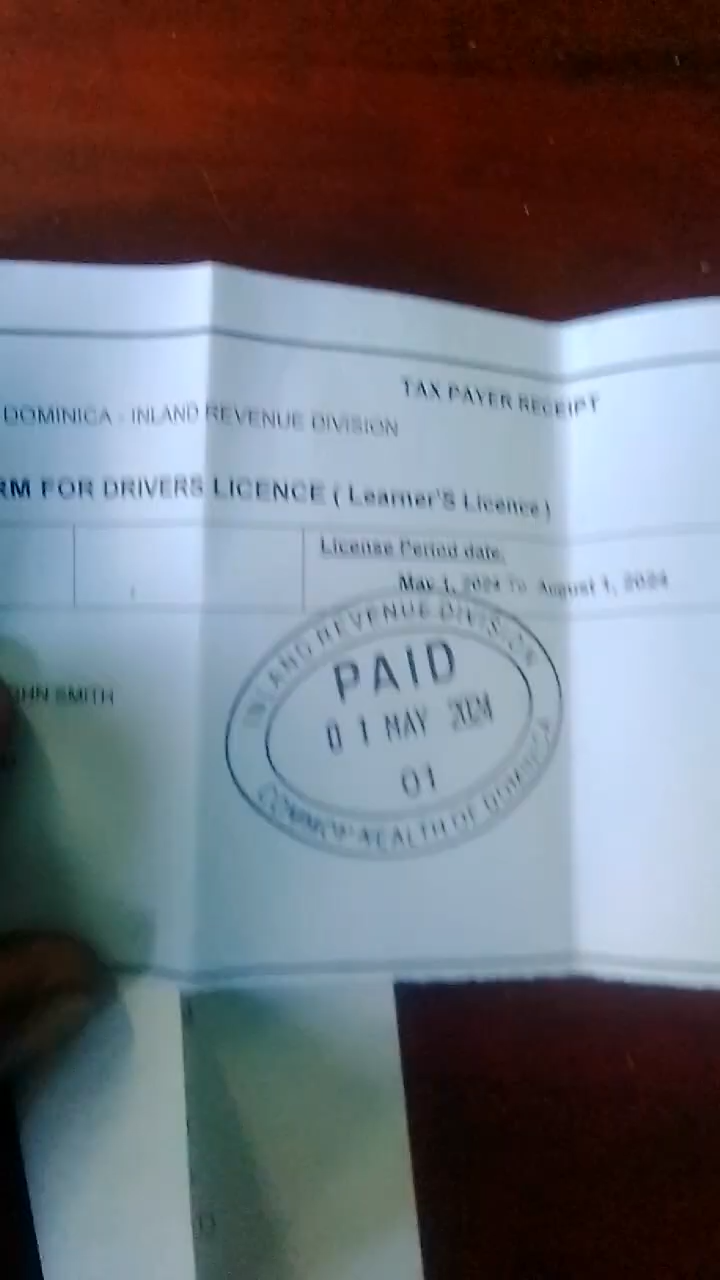 TAX PAYER RECEIPT
DOMINICA - INLAND REVENUE DIVISION
RM FOR DRIVERS LICENCE ( Learner'S Licence )
License Period date,
May 1, 2024 To August 1, 2024
INLAND REVENUE DIVISION
PAID
0 1 MAY 2024
01
COMMONWEALTH OF DOMINICA
OHN SMITH